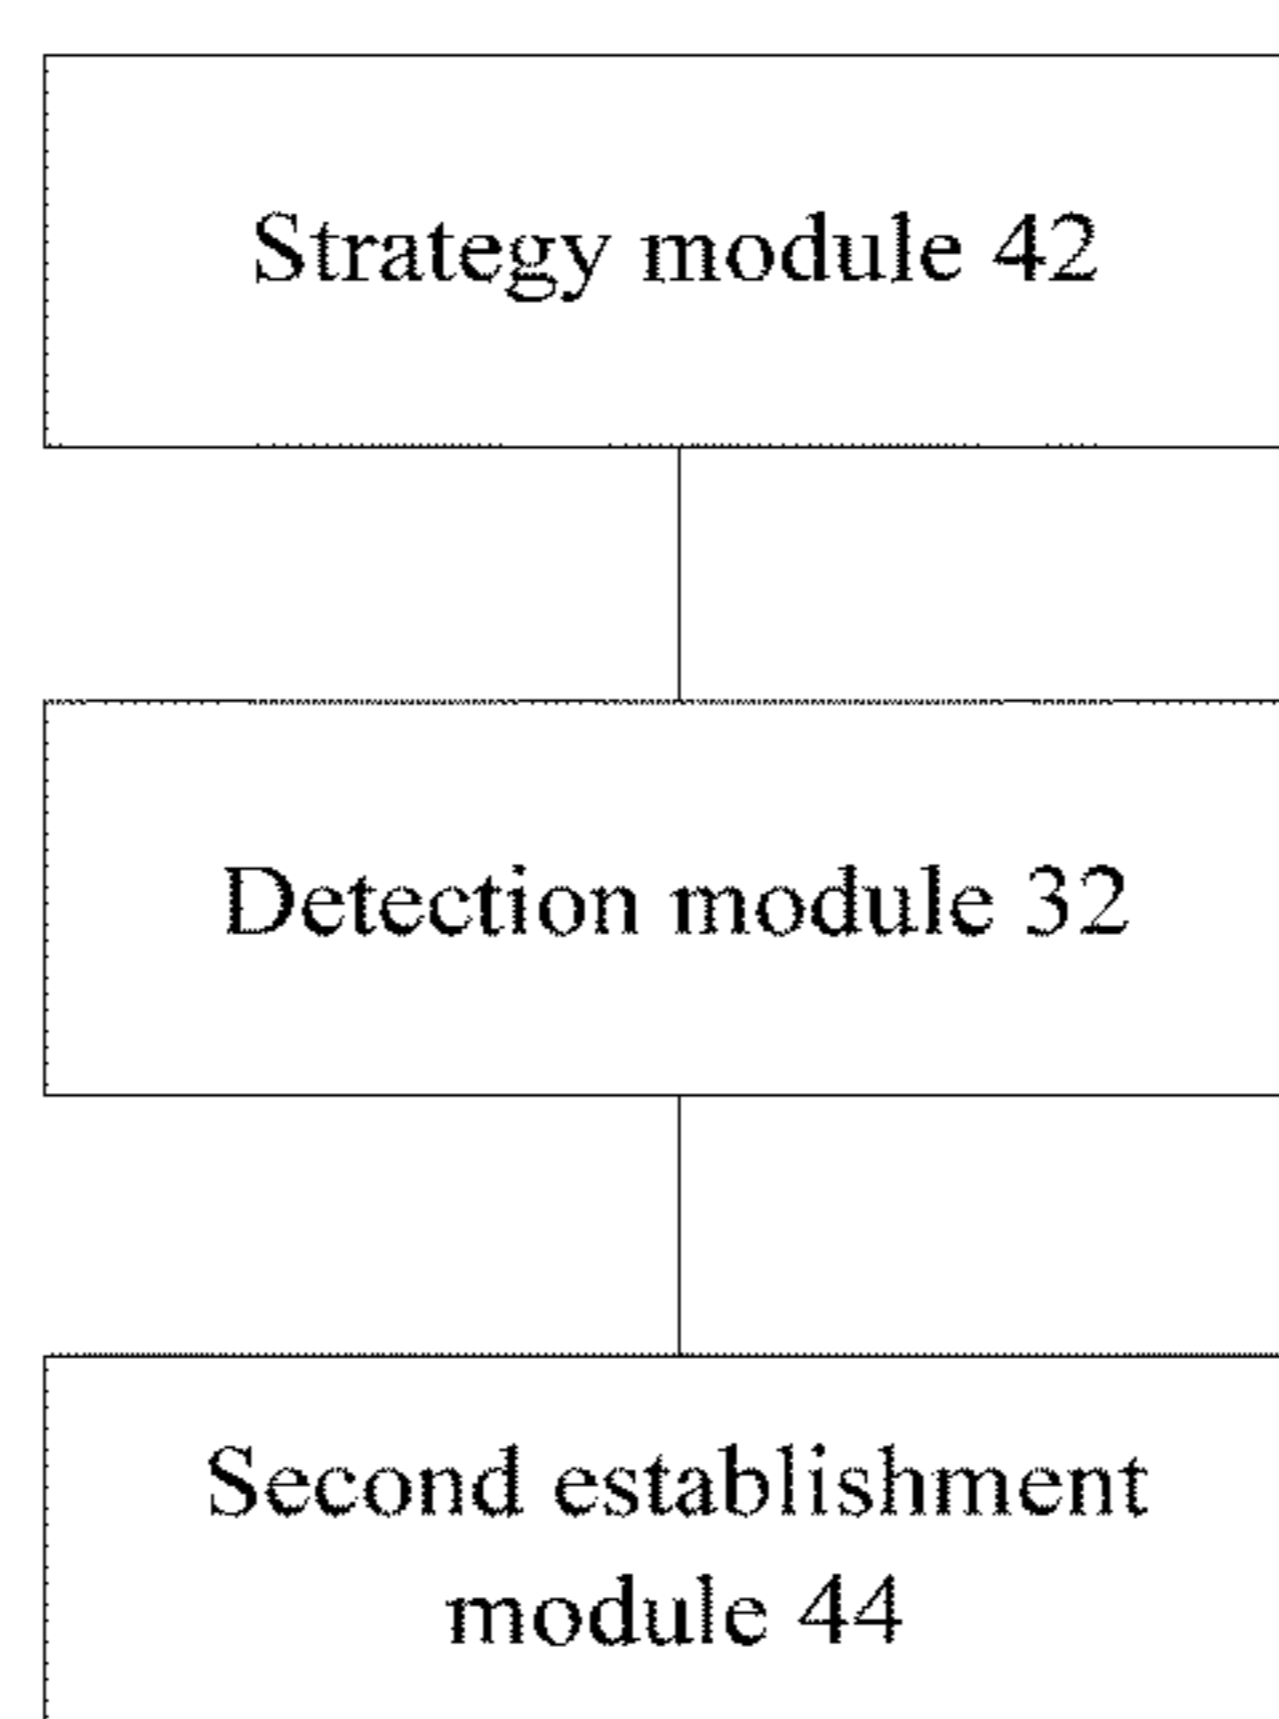 Strategy module 42
Detection module 32
Second establishment
module 44